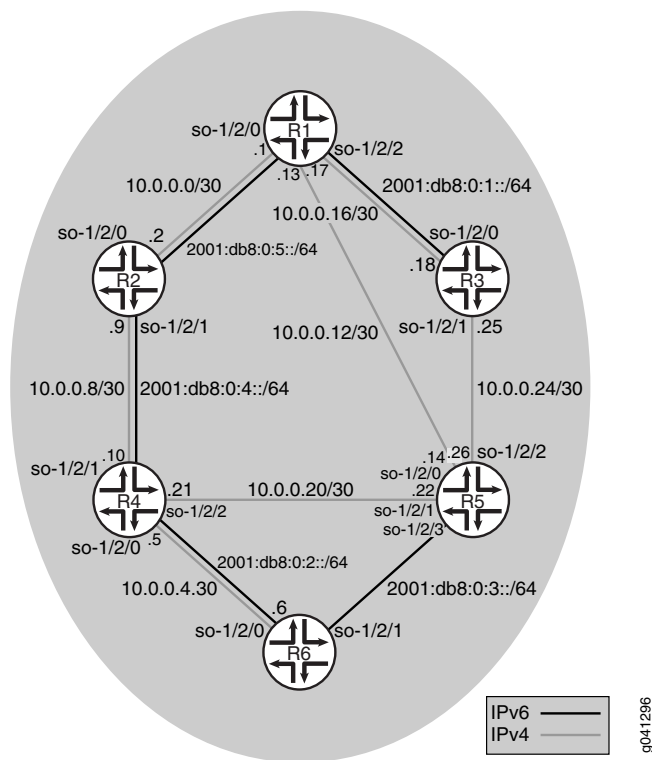 so-1/2/0
R1
.1
so-1/2/2
.13
.17
10.0.0.0/30
2001:db8:0:1::/64
10.0.0.16/30
so-1/2/0
.2
so-1/2/0
2001:db8:0:5::/64
.18
R2
R3
.9
so-1/2/1
so-1/2/1
.25
10.0.0.12/30
10.0.0.8/30
2001:db8:0:4::/64
10.0.0.24/30
.10
.14
.26
so-1/2/2
so-1/2/1
so-1/2/0
.21
10.0.0.20/30
.22
R4
R5
so-1/2/2
so-1/2/1
so-1/2/3
so-1/2/0
.5
2001:db8:0:2::/64
10.0.0.4.30
2001:db8:0:3::/64
.6
so-1/2/0
so-1/2/1
R6
IPv6
IPv4
g041296